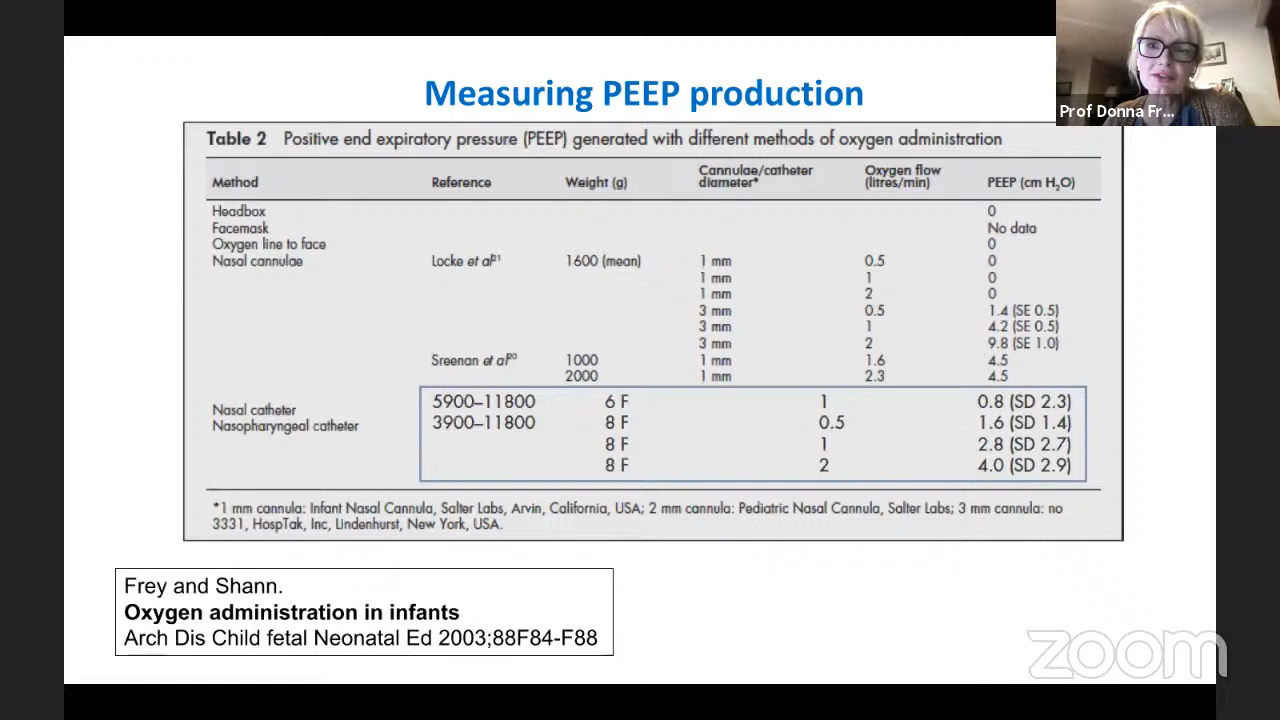 Measuring PEEP production
Prof Donna Fr...
Table 2 Positive end expiratory pressure (PEEP) generated with different methods of oxygen administration
Method Reference Weight (g) Cannulae/catheter diameter* Oxygen flow (litres/min) PEEP (cm H₂O)
Headbox 0
Facemask No data
Oxygen line to face 0
Nasal cannulae Locke et al²¹ 1600 (mean) 1 mm 0.5 0
1 mm 1 0
1 mm 2 0
3 mm 0.5 1.4 (SE 0.5)
3 mm 1 4.2 (SE 0.5)
3 mm 2 9.8 (SE 1.0)
Sreenan et al²⁰ 1000 1 mm 1.6 4.5
2000 1 mm 2.3 4.5
Nasal catheter 5900–11800 6 F 1 0.8 (SD 2.3)
Nasopharyngeal catheter 3900–11800 8 F 0.5 1.6 (SD 1.4)
8 F 1 2.8 (SD 2.7)
8 F 2 4.0 (SD 2.9)
*1 mm cannula: Infant Nasal Cannula, Salter Labs, Arvin, California, USA; 2 mm cannula: Pediatric Nasal Cannula, Salter Labs; 3 mm cannula: no
3331, HospTak, Inc, Lindenhurst, New York, USA.
Frey and Shann.
Oxygen administration in infants
Arch Dis Child fetal Neonatal Ed 2003;88F84-F88
zoom